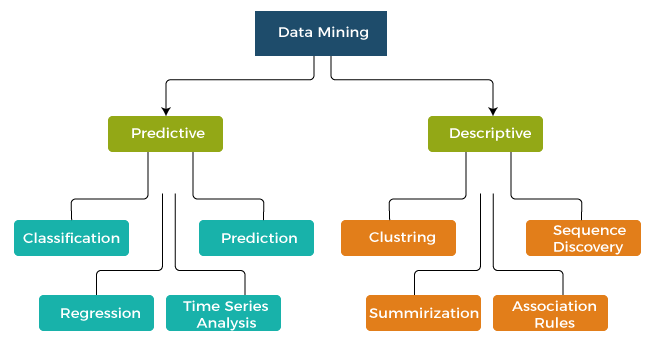 Data Mining
Predictive
Descriptive
Classification
Prediction
Clustring
Sequence
Discovery
Regression
Time Series
Analysis
Summirization
Association
Rules